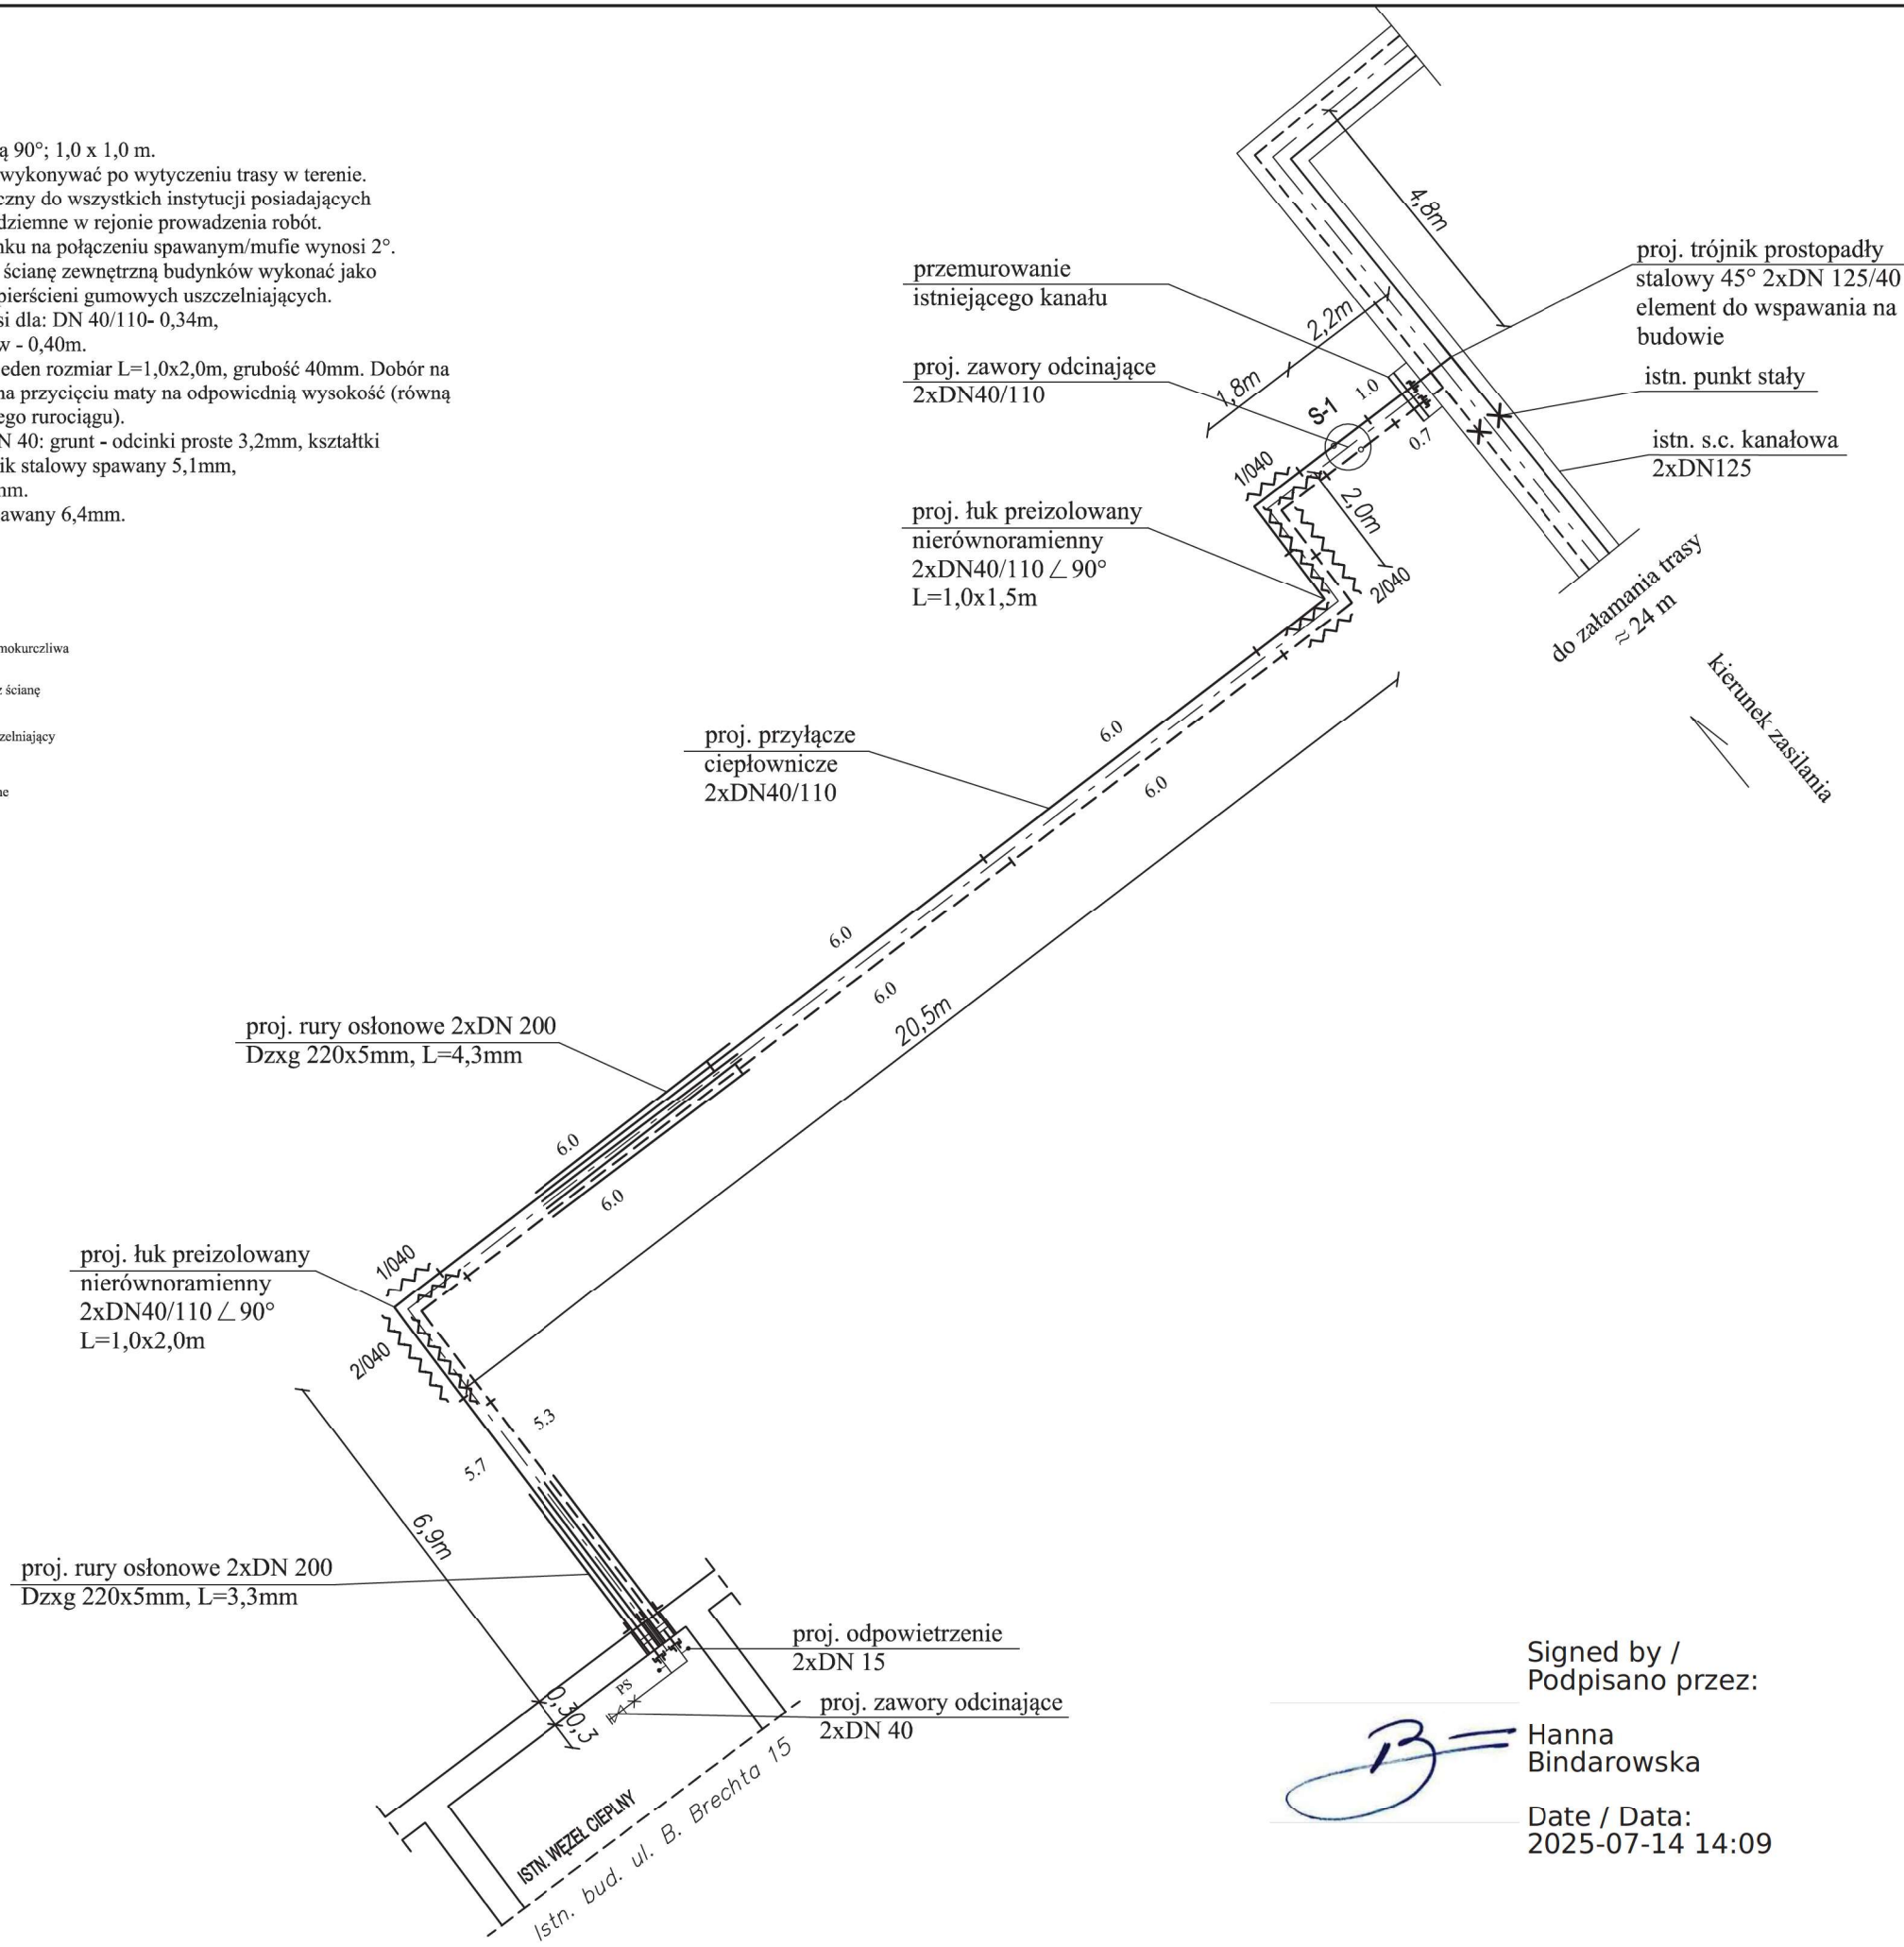 ą 90°; 1,0 x 1,0 m.
wykonywać po wytyczeniu trasy w terenie.
czny do wszystkich instytucji posiadających
dziemne w rejonie prowadzenia robót.
nku na połączeniu spawanym/mufie wynosi 2°.
ścianę zewnętrzną budynków wykonać jako
pierścieni gumowych uszczelniających.
si dla: DN 40/110- 0,34m,
w - 0,40m.
eden rozmiar L=1,0x2,0m, grubość 40mm. Dobór na
na przycięciu maty na odpowiednią wysokość (równą
ego rurociągu).
N 40: grunt - odcinki proste 3,2mm, kształtki
ik stalowy spawany 5,1mm,
nm.
awany 6,4mm.
mokurczliwa
z ścianę
zelniający
ne
4,8m
przemurowanie
istniejącego kanału
proj. trójnik prostopadły
stalowy 45° 2xDN 125/40
element do wspawania na
budowie
2,2m
proj. zawory odcinające
2xDN40/110
1,8m
1.0
S-1
0.7
istn. punkt stały
istn. s.c. kanałowa
2xDN125
1/040
2,0m
2/040
proj. łuk preizolowany
nierównoramienny
2xDN40/110 ∠ 90°
L=1,0x1,5m
do załamania trasy
≈ 24 m
kierunek zasilania
proj. przyłącze
ciepłownicze
2xDN40/110
6.0
6.0
6.0
6.0
20,5m
proj. rury osłonowe 2xDN 200
Dzxg 220x5mm, L=4,3mm
6.0
6.0
proj. łuk preizolowany
nierównoramienny
2xDN40/110 ∠ 90°
L=1,0x2,0m
1/040
2/040
5.3
5.7
6,9m
proj. rury osłonowe 2xDN 200
Dzxg 220x5mm, L=3,3mm
proj. odpowietrzenie
2xDN 15
PS
proj. zawory odcinające
2xDN 40
0,3
0,3
ISTN. WĘZEŁ CIEPLNY
Istn. bud. ul. B. Brechta 15
Signed by /
Podpisano przez:
Hanna
Bindarowska
Date / Data:
2025-07-14 14:09